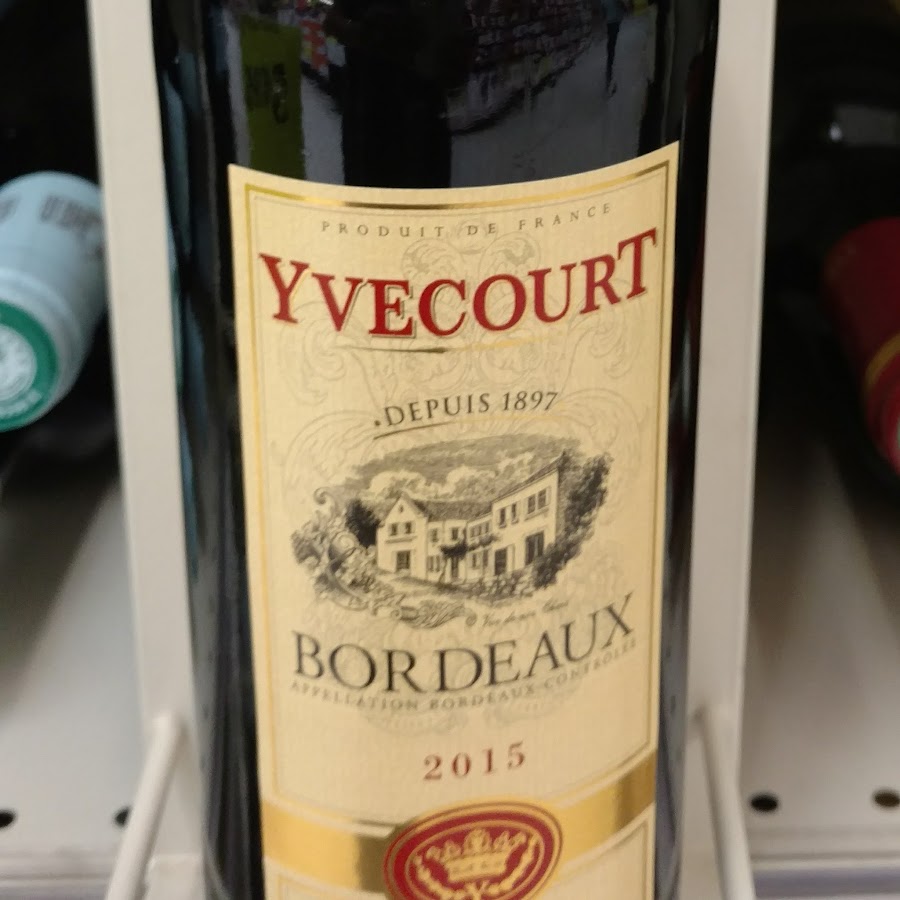 PRODUIT DE FRANCE
YVECOURT
.DEPUIS 1897
BORDEAUX
APPELLATION BORDEAUX CONTRÔLÉE
2015